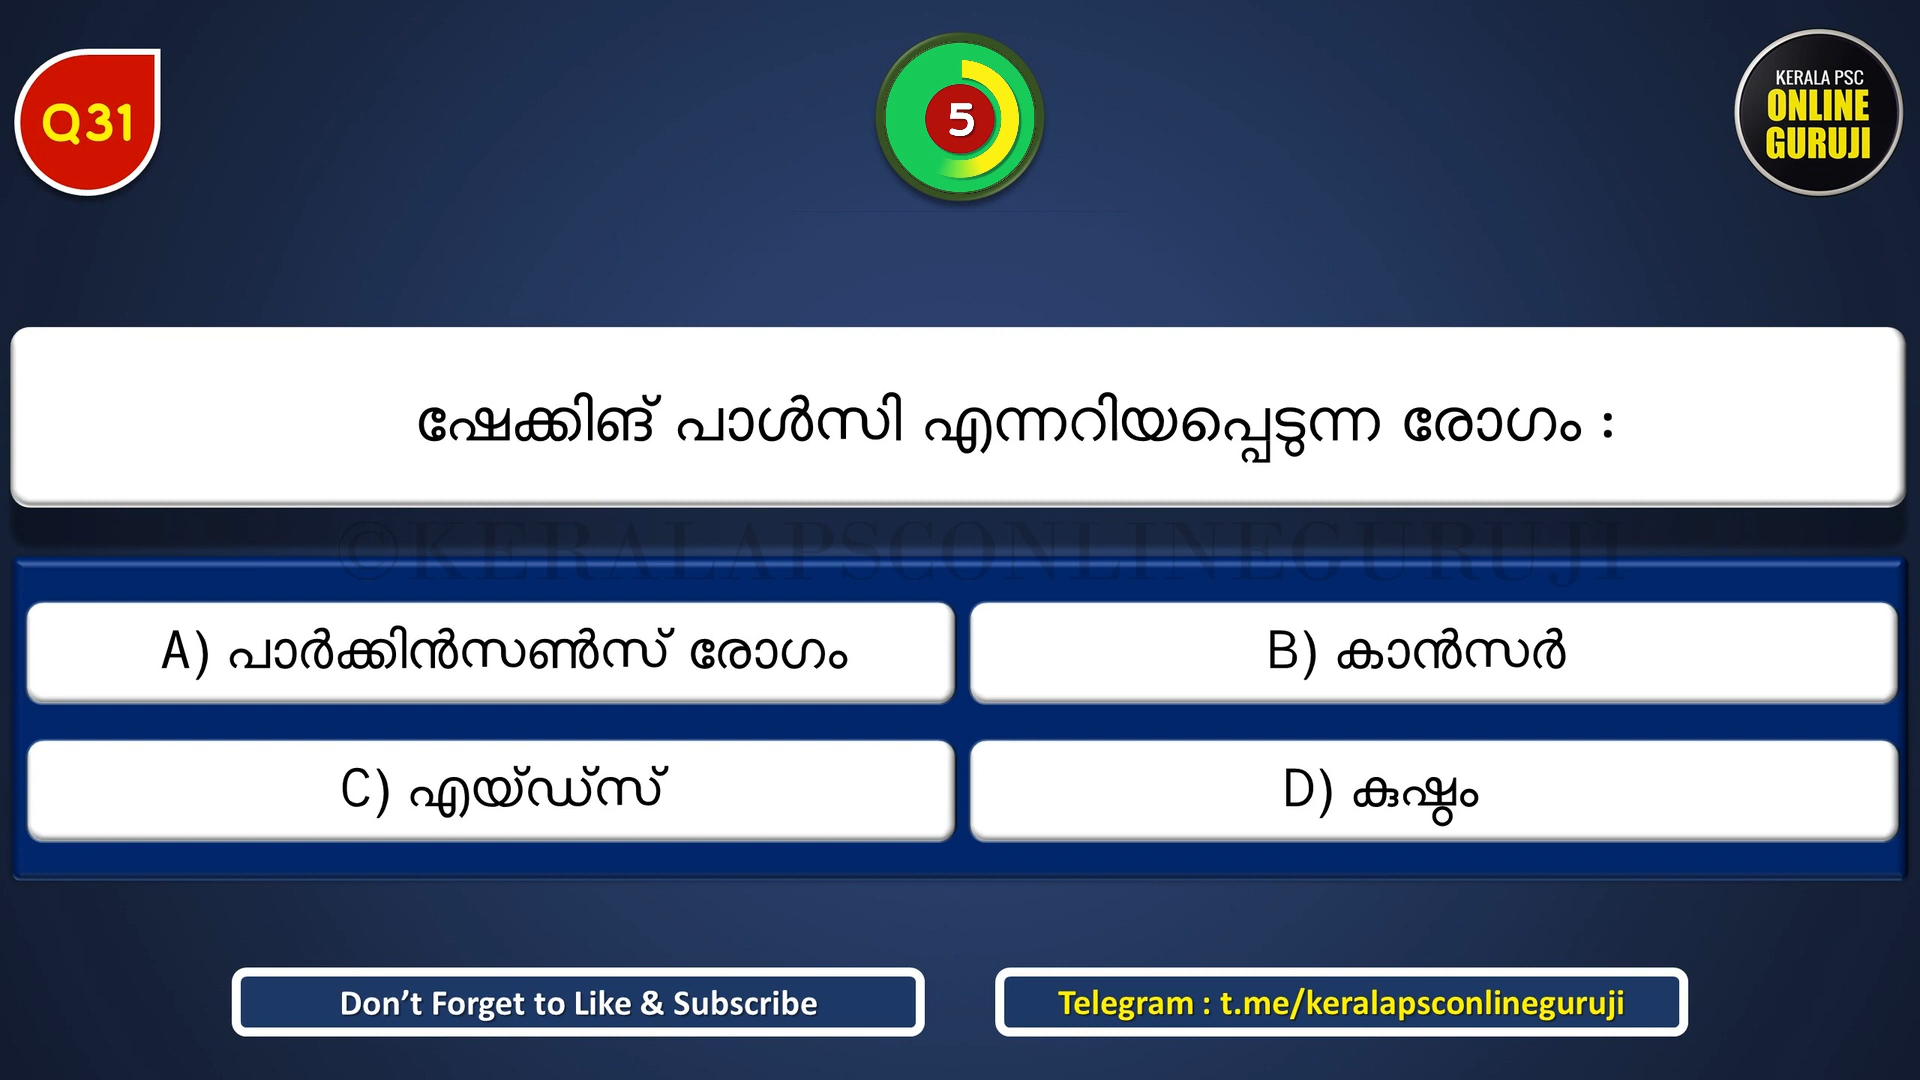 Q31
5
KERALA PSC
ONLINE
GURUJI
ഷേക്കിങ് പാൾസി എന്നറിയപ്പെടുന്ന രോഗം :
©KERALAPSCONLINEGURUJI
A) പാർക്കിൻസൺസ് രോഗം
B) കാൻസർ
C) എയ്ഡ്സ്
D) കുഷ്ഠം
Don’t Forget to Like & Subscribe
Telegram : t.me/keralapsconlineguruji